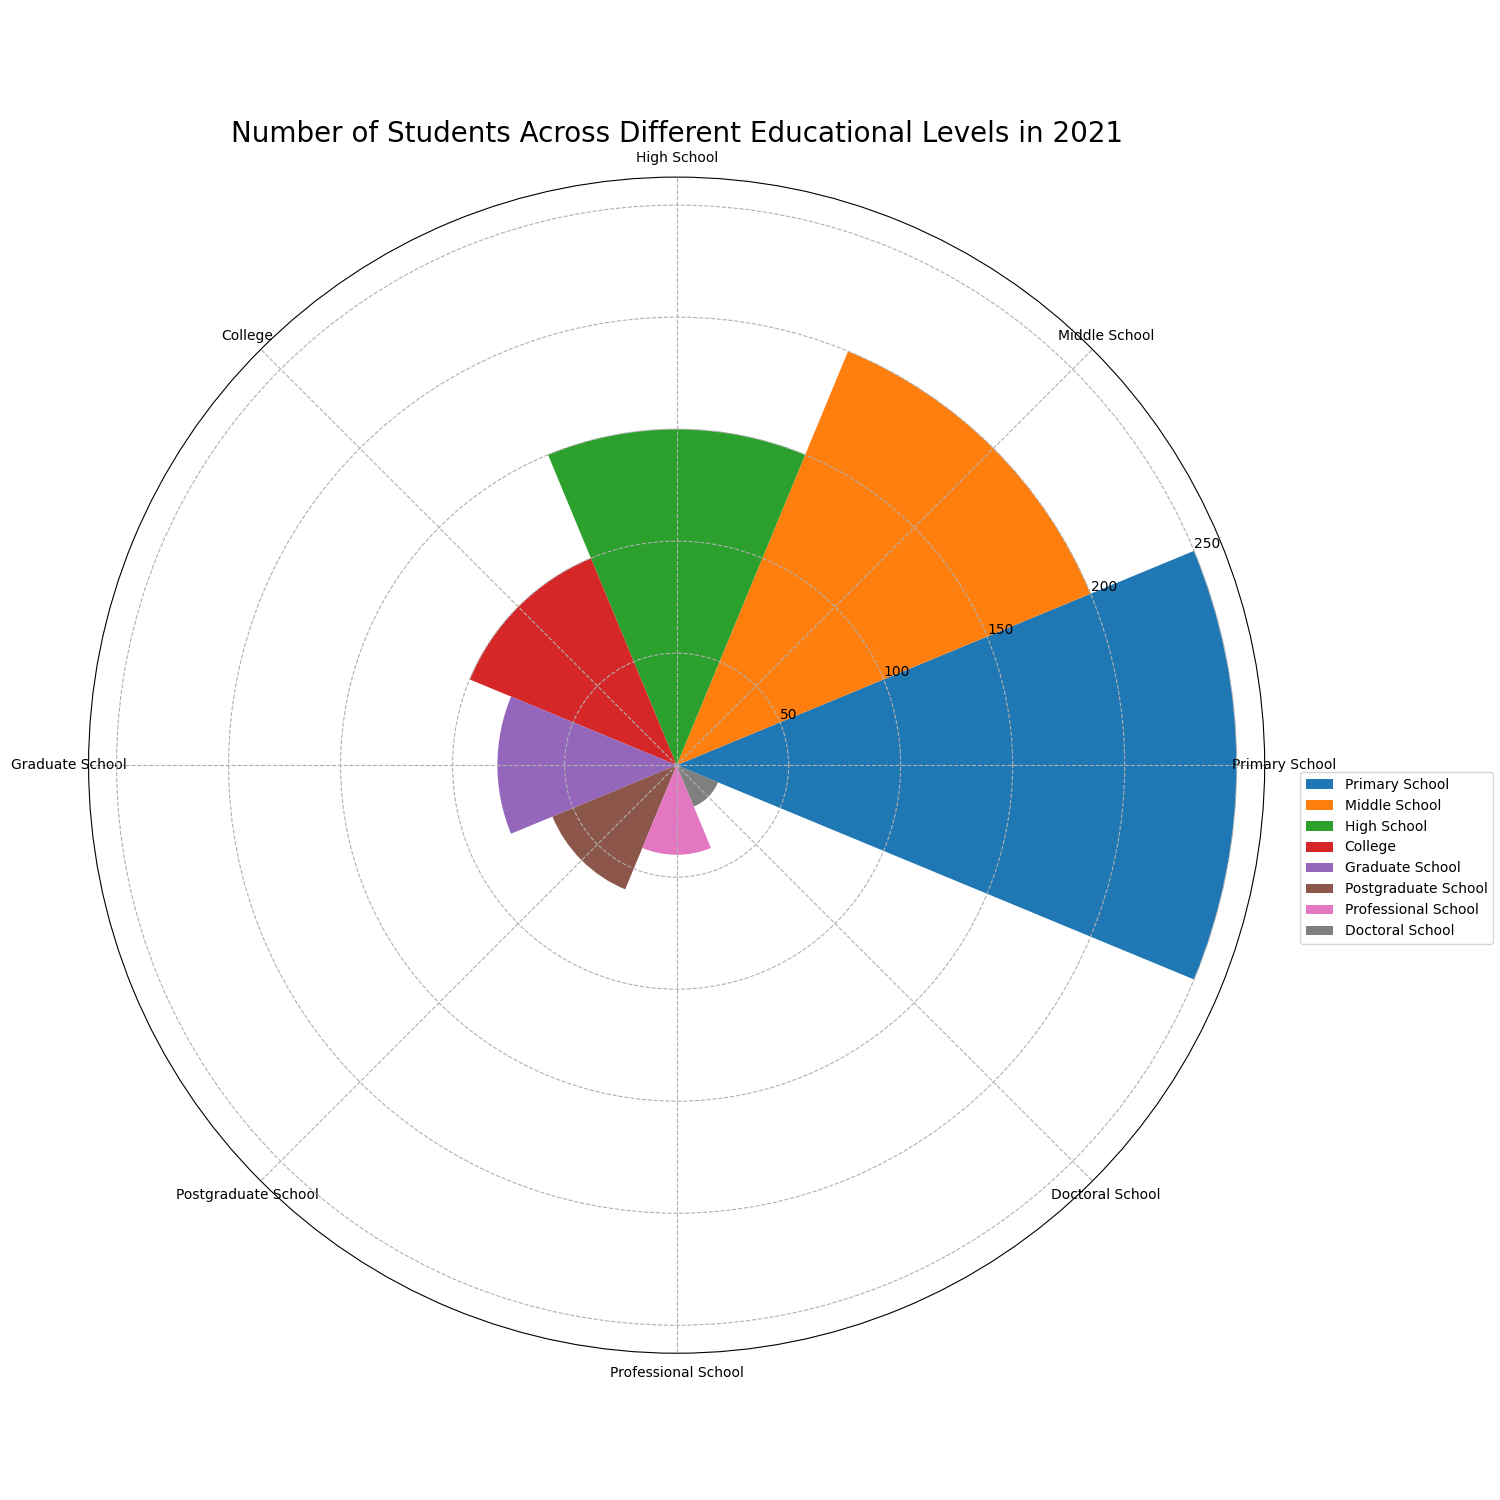 Number of Students Across Different Educational Levels in 2021
High School
College
Middle School
250
200
150
100
50
Graduate School
Primary School
Primary School
Middle School
High School
College
Graduate School
Postgraduate School
Professional School
Doctoral School
Postgraduate School
Doctoral School
Professional School